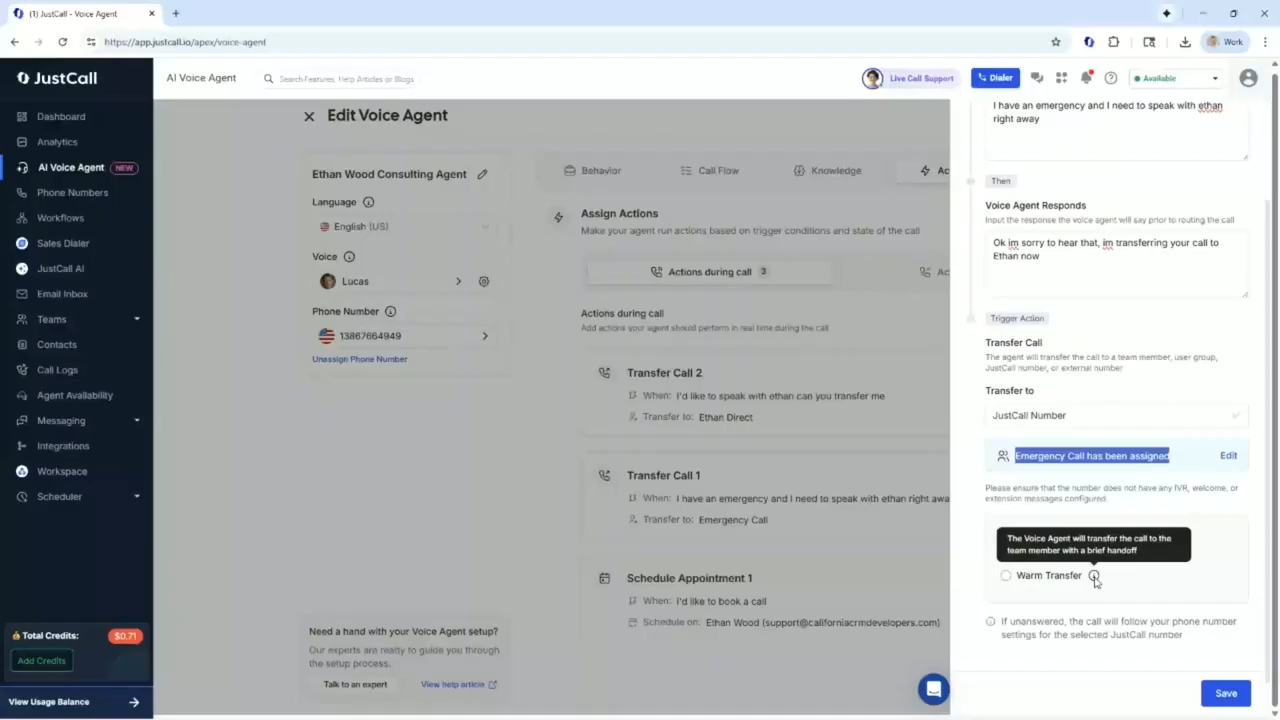 (1) JustCall - Voice Agent
https://app.justcall.io/apex/voice-agent
Work
JustCall
AI Voice Agent
Search Features, Help Articles or Blogs
Live Call Support
Dialer
Available
Dashboard
Analytics
AI Voice Agent NEW
Phone Numbers
Workflows
Sales Dialer
JustCall AI
Email Inbox
Teams
Contacts
Call Logs
Agent Availability
Messaging
Integrations
Workspace
Scheduler
Total Credits: $0.71
Add Credits
View Usage Balance
Edit Voice Agent
Ethan Wood Consulting Agent
Language
English (US)
Voice
Lucas
Phone Number
13867664949
Unassign Phone Number
Need a hand with your Voice Agent setup?
Our experts are ready to guide you through
the setup process.
Talk to an expert
View help article
Behavior
Call Flow
Knowledge
Ac
Assign Actions
Make your agent run actions based on trigger conditions and state of the call
Actions during call 3
Ac
Actions during call
Add actions your agent should perform in real time during the call
Transfer Call 2
When: I'd like to speak with ethan can you transfer me
Transfer to: Ethan Direct
Transfer Call 1
When: I have an emergency and I need to speak with ethan right awa
Transfer to: Emergency Call
Schedule Appointment 1
When: i'd like to book a call
Schedule on: Ethan Wood (support@californiacrmdevelopers.com)
I have an emergency and I need to speak with ethan
right away
Then
Voice Agent Responds
Input the response the voice agent will say prior to routing the call
Ok im sorry to hear that, im transferring your call to
Ethan now
Trigger Action
Transfer Call
The agent will transfer the call to a team member, user group,
JustCall number, or external number
Transfer to
JustCall Number
Emergency Call has been assigned
Edit
Please ensure that the number does not have any IVR, welcome, or
extension messages configured.
The Voice Agent will transfer the call to the
team member with a brief handoff
Warm Transfer
If unanswered, the call will follow your phone number
settings for the selected JustCall number
Save